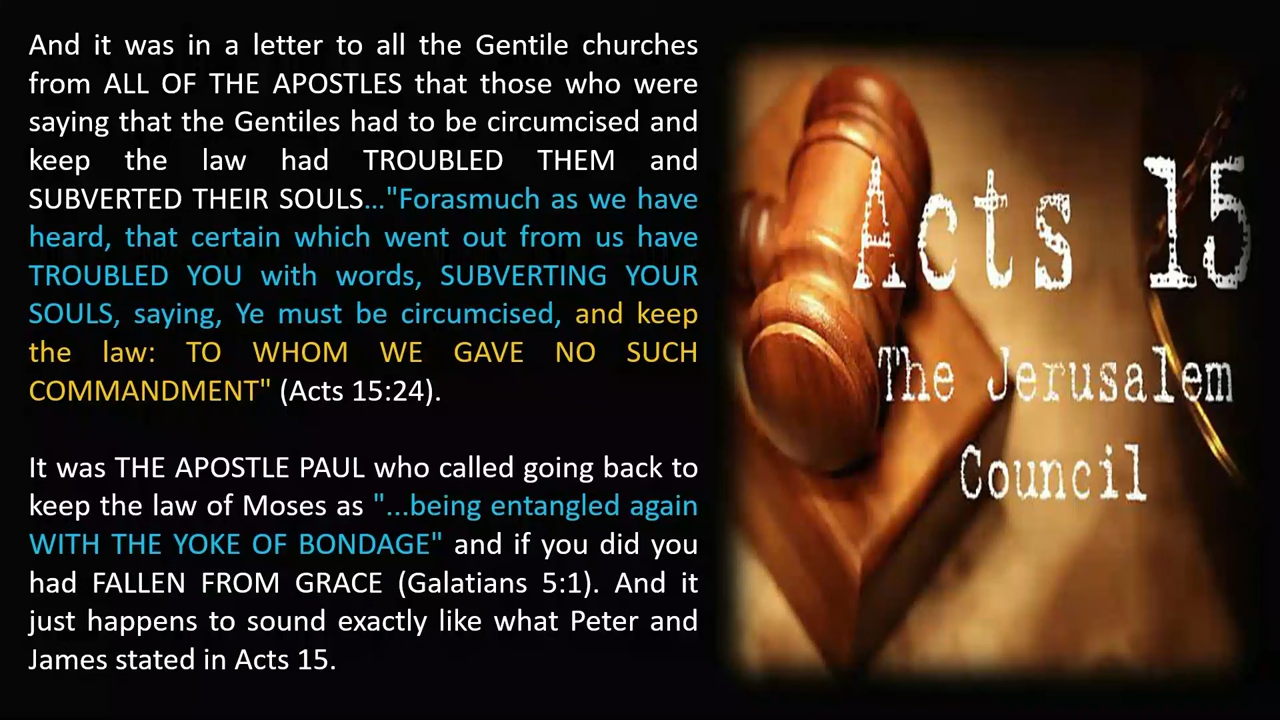 And it was in a letter to all the Gentile churches
from ALL OF THE APOSTLES that those who were
saying that the Gentiles had to be circumcised and
keep the law had TROUBLED THEM and
SUBVERTED THEIR SOULS..."Forasmuch as we have
heard, that certain which went out from us have
TROUBLED YOU with words, SUBVERTING YOUR
SOULS, saying, Ye must be circumcised, and keep
the law: TO WHOM WE GAVE NO SUCH
COMMANDMENT" (Acts 15:24).
It was THE APOSTLE PAUL who called going back to
keep the law of Moses as "...being entangled again
WITH THE YOKE OF BONDAGE" and if you did you
had FALLEN FROM GRACE (Galatians 5:1). And it
just happens to sound exactly like what Peter and
James stated in Acts 15.
Acts 15
The Jerusalem
Council